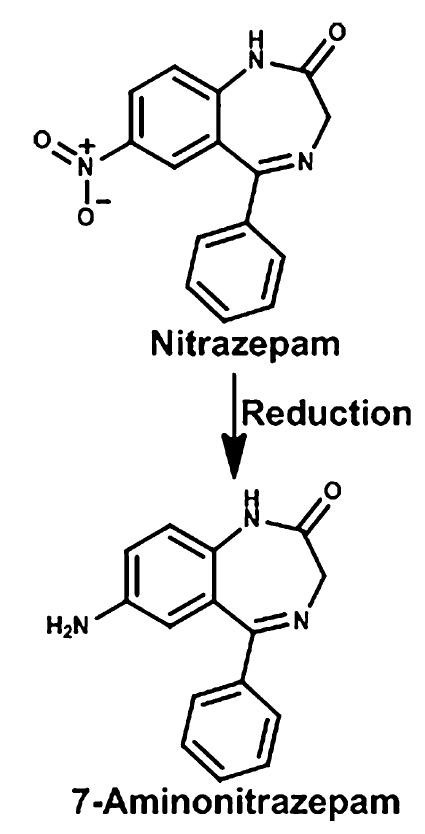 H
N
O
O
+
N
O
−
N
Nitrazepam
Reduction
H
N
O
H₂N
N
7-Aminonitrazepam